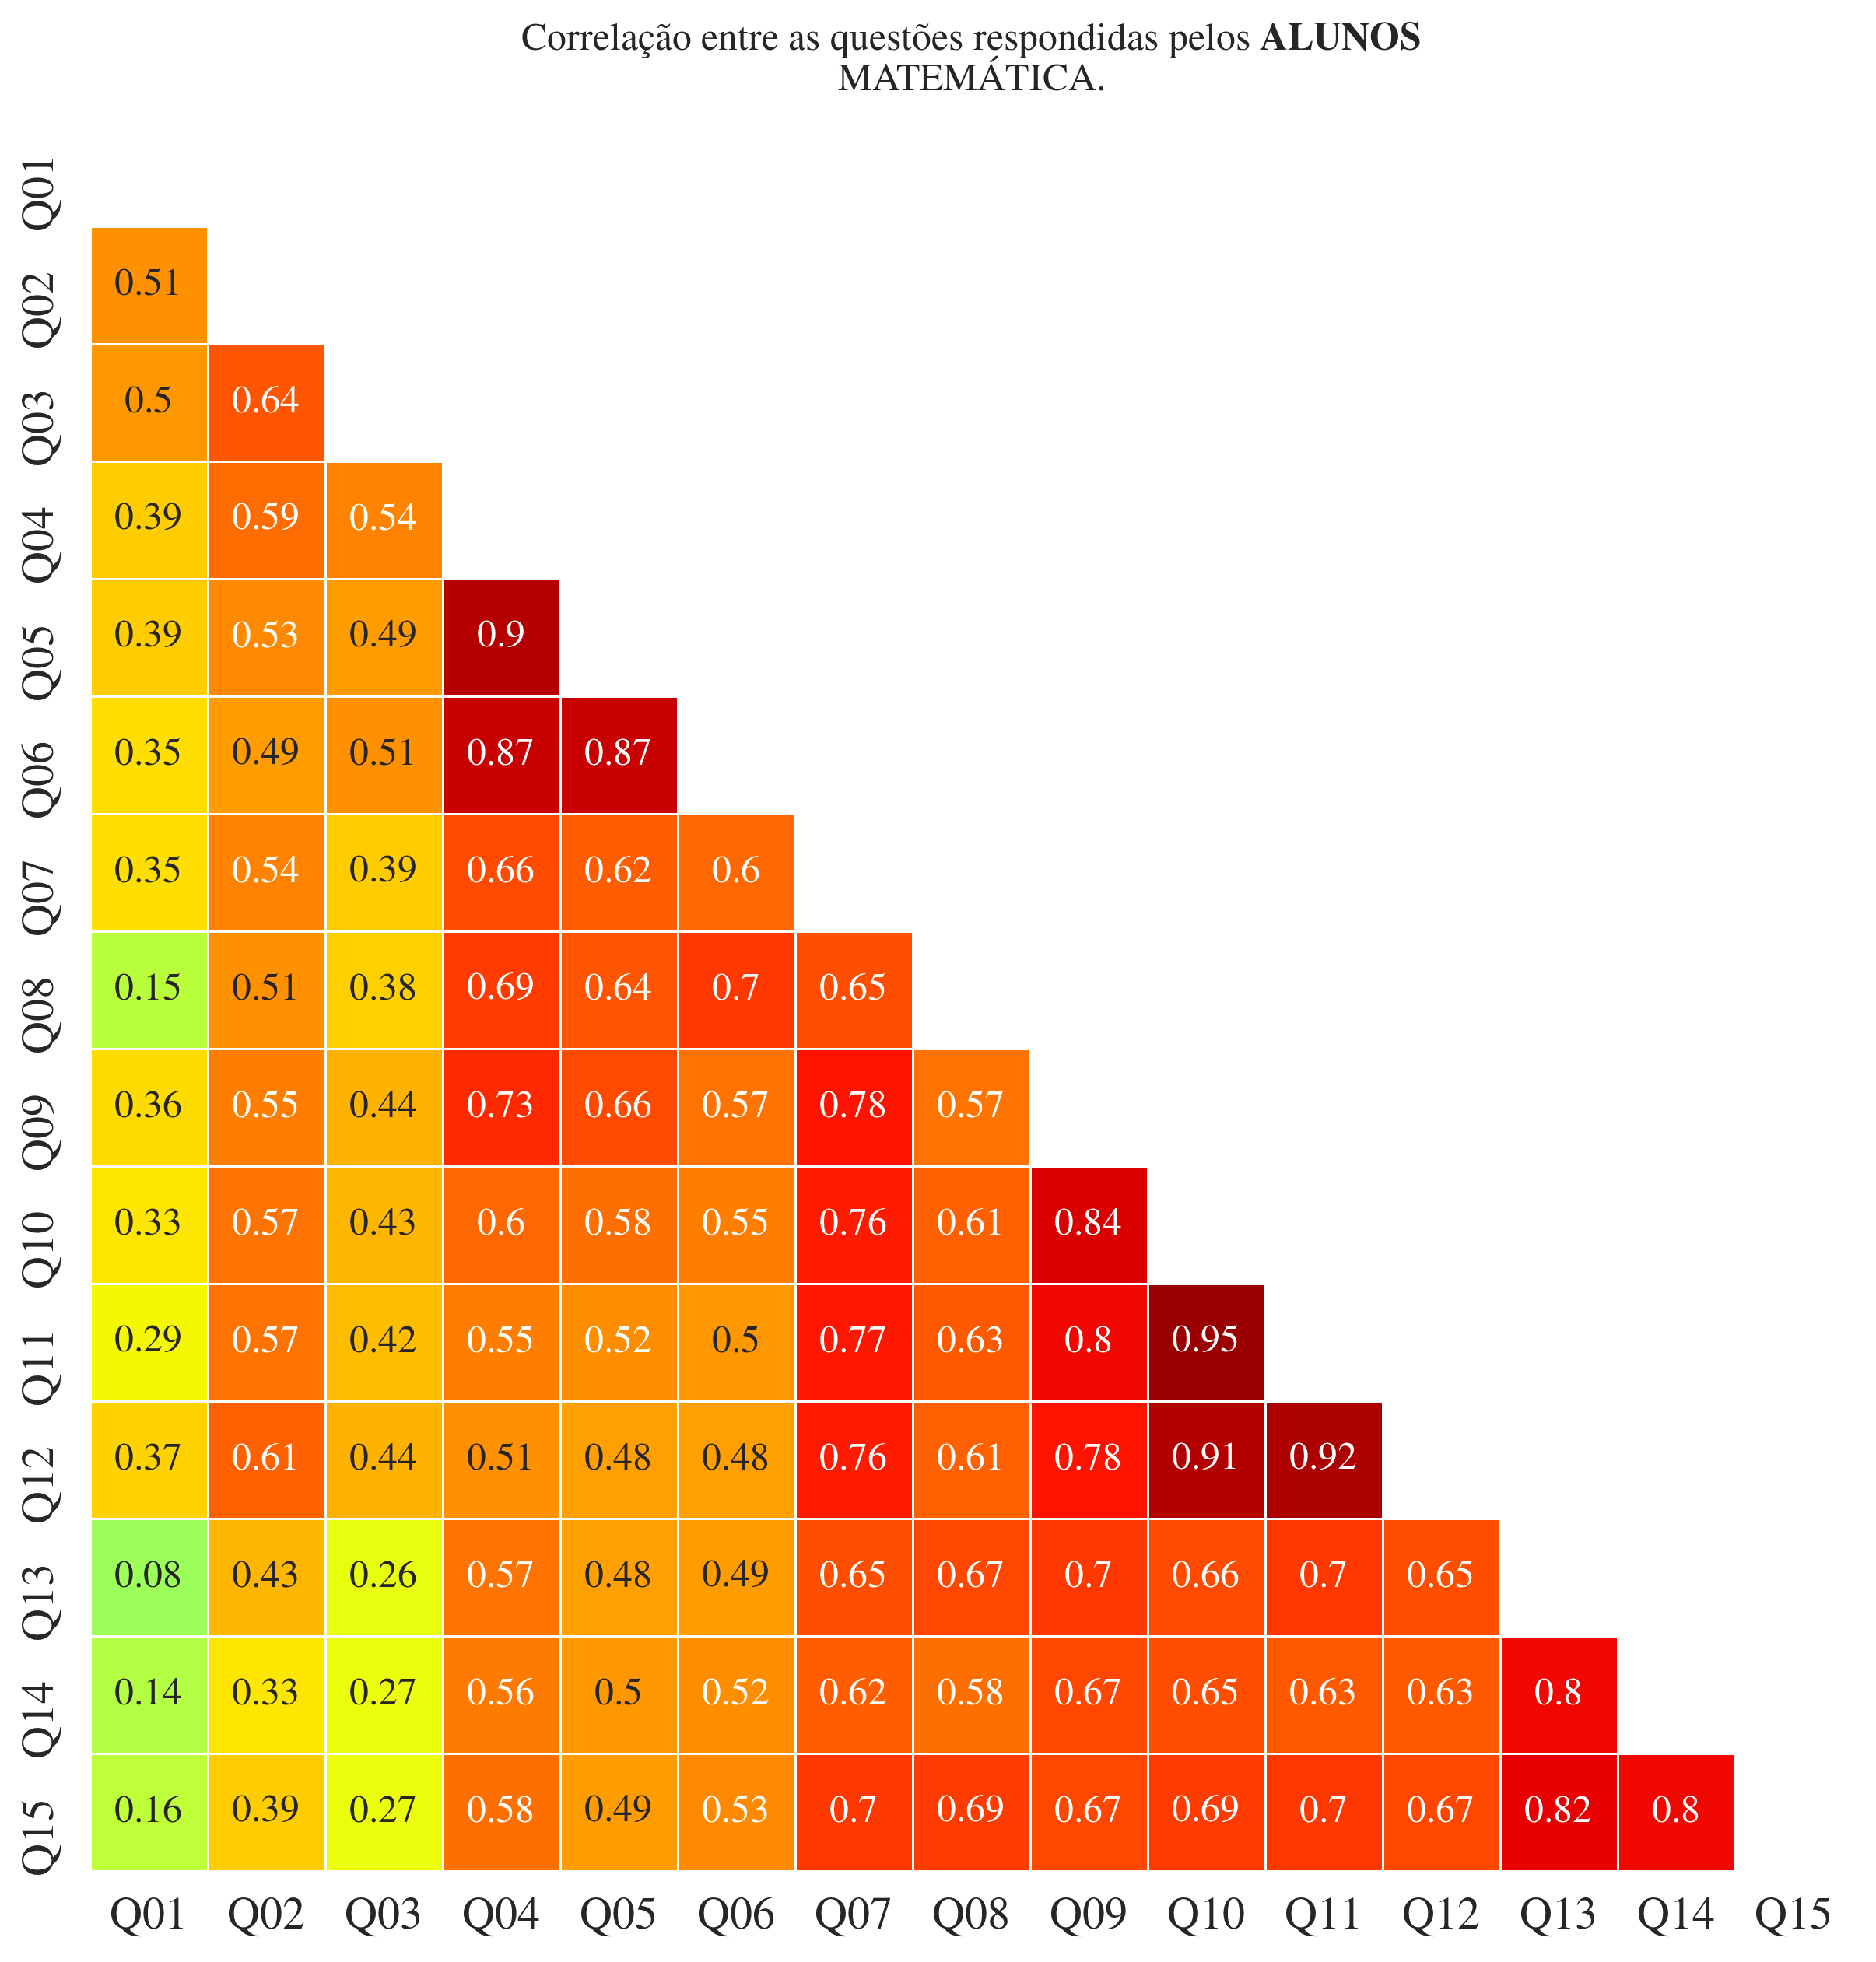 Correlação entre as questões respondidas pelos ALUNOS
MATEMÁTICA.
Q01
Q02 0.51
Q03 0.5 0.64
Q04 0.39 0.59 0.54
Q05 0.39 0.53 0.49 0.9
Q06 0.35 0.49 0.51 0.87 0.87
Q07 0.35 0.54 0.39 0.66 0.62 0.6
Q08 0.15 0.51 0.38 0.69 0.64 0.7 0.65
Q09 0.36 0.55 0.44 0.73 0.66 0.57 0.78 0.57
Q10 0.33 0.57 0.43 0.6 0.58 0.55 0.76 0.61 0.84
Q11 0.29 0.57 0.42 0.55 0.52 0.5 0.77 0.63 0.8 0.95
Q12 0.37 0.61 0.44 0.51 0.48 0.48 0.76 0.61 0.78 0.91 0.92
Q13 0.08 0.43 0.26 0.57 0.48 0.49 0.65 0.67 0.7 0.66 0.7 0.65
Q14 0.14 0.33 0.27 0.56 0.5 0.52 0.62 0.58 0.67 0.65 0.63 0.63 0.8
Q15 0.16 0.39 0.27 0.58 0.49 0.53 0.7 0.69 0.67 0.69 0.7 0.67 0.82 0.8
Q01 Q02 Q03 Q04 Q05 Q06 Q07 Q08 Q09 Q10 Q11 Q12 Q13 Q14 Q15